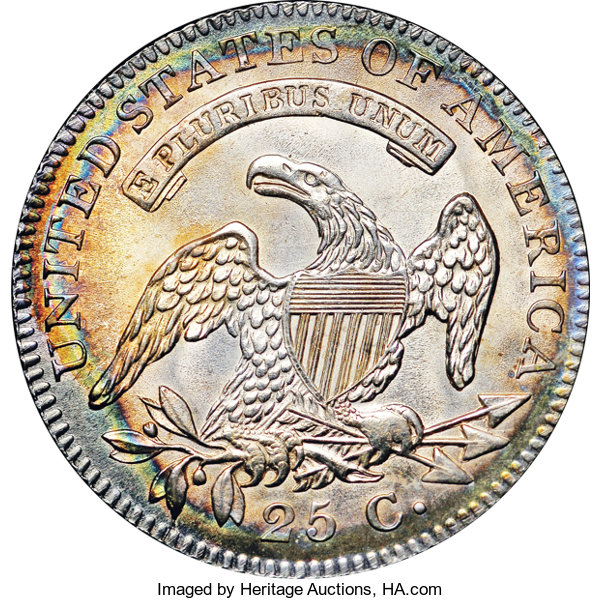 UNITED STATES OF AMERICA
E PLURIBUS UNUM
25 C.
Imaged by Heritage Auctions, HA.com